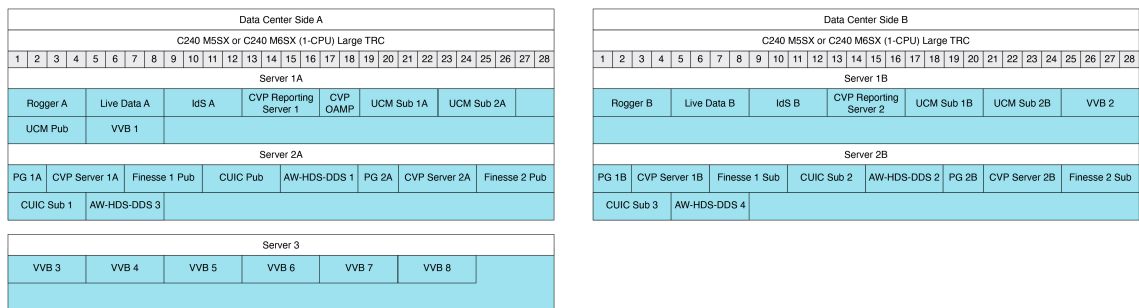 Data Center Side A
C240 M5SX or C240 M6SX (1-CPU) Large TRC
1 2 3 4 5 6 7 8 9 10 11 12 13 14 15 16 17 18 19 20 21 22 23 24 25 26 27 28
Server 1A
Rogger A Live Data A IdS A CVP Reporting Server 1 CVP OAMP UCM Sub 1A UCM Sub 2A
UCM Pub VVB 1
Server 2A
PG 1A CVP Server 1A Finesse 1 Pub CUIC Pub AW-HDS-DDS 1 PG 2A CVP Server 2A Finesse 2 Pub
CUIC Sub 1 AW-HDS-DDS 3
Server 3
VVB 3 VVB 4 VVB 5 VVB 6 VVB 7 VVB 8
Data Center Side B
C240 M5SX or C240 M6SX (1-CPU) Large TRC
1 2 3 4 5 6 7 8 9 10 11 12 13 14 15 16 17 18 19 20 21 22 23 24 25 26 27 28
Server 1B
Rogger B Live Data B IdS B CVP Reporting Server 2 UCM Sub 1B UCM Sub 2B VVB 2
Server 2B
PG 1B CVP Server 1B Finesse 1 Sub CUIC Sub 2 AW-HDS-DDS 2 PG 2B CVP Server 2B Finesse 2 Sub
CUIC Sub 3 AW-HDS-DDS 4